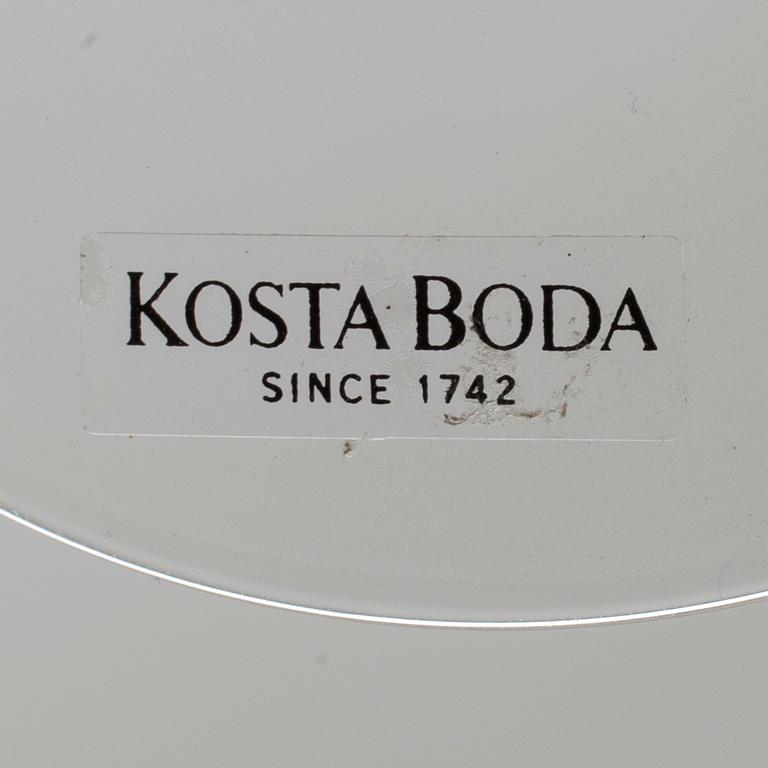 KOSTA BODA
SINCE 1742